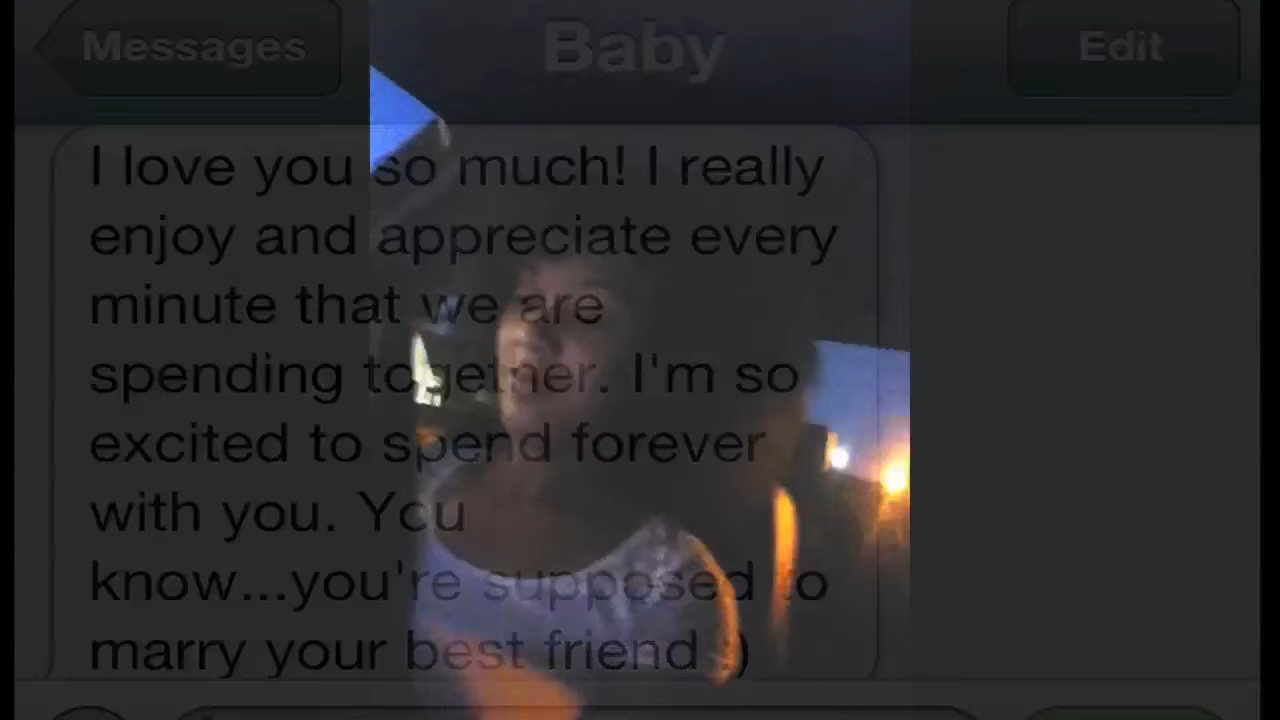 Messages
Baby
Edit
I love you so much! I really
enjoy and appreciate every
minute that we are
spending together. I'm so
excited to spend forever
with you. You
know...you're supposed to
marry your best friend :)